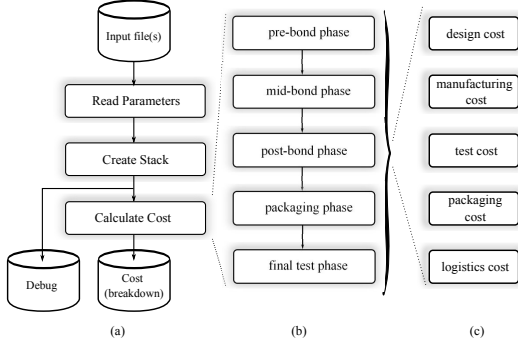 Input file(s)
Read Parameters
Create Stack
Calculate Cost
Debug
Cost
(breakdown)
(a)
pre-bond phase
mid-bond phase
post-bond phase
packaging phase
final test phase
(b)
design cost
manufacturing
cost
test cost
packaging
cost
logistics cost
(c)